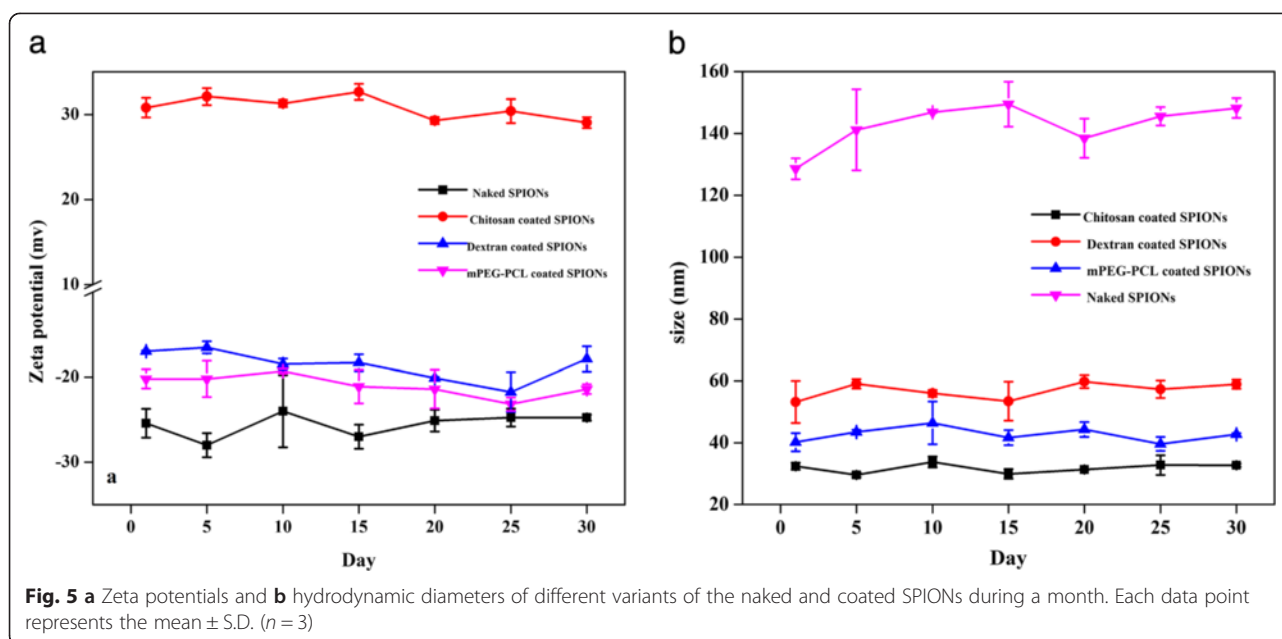 a
Zeta potential (mv)
30
20
10
-20
-30
Naked SPIONs
Chitosan coated SPIONs
Dextran coated SPIONs
mPEG-PCL coated SPIONs
a
0 5 10 15 20 25 30
Day
b
size (nm)
160
140
120
100
80
60
40
20
Chitosan coated SPIONs
Dextran coated SPIONs
mPEG-PCL coated SPIONs
Naked SPIONs
0 5 10 15 20 25 30
Day
Fig. 5 a Zeta potentials and b hydrodynamic diameters of different variants of the naked and coated SPIONs during a month. Each data point
represents the mean ± S.D. (n = 3)